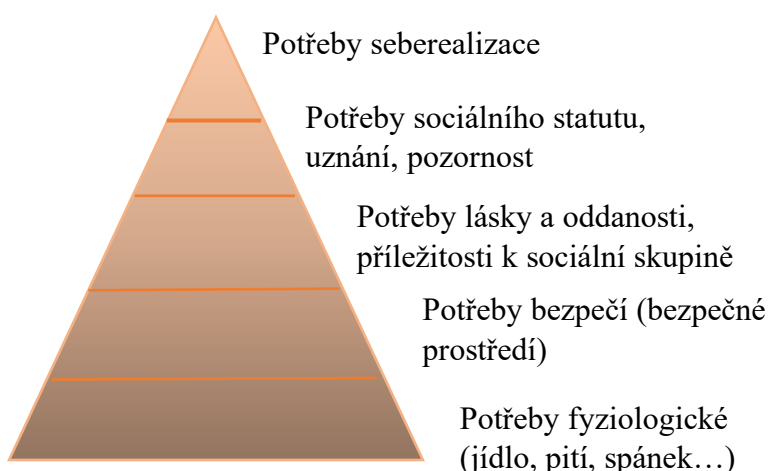 Potřeby seberealizace
Potřeby sociálního statutu,
uznání, pozornost
Potřeby lásky a oddanosti,
příležitosti k sociální skupině
Potřeby bezpečí (bezpečné
prostředí)
Potřeby fyziologické
(jídlo, pití, spánek…)